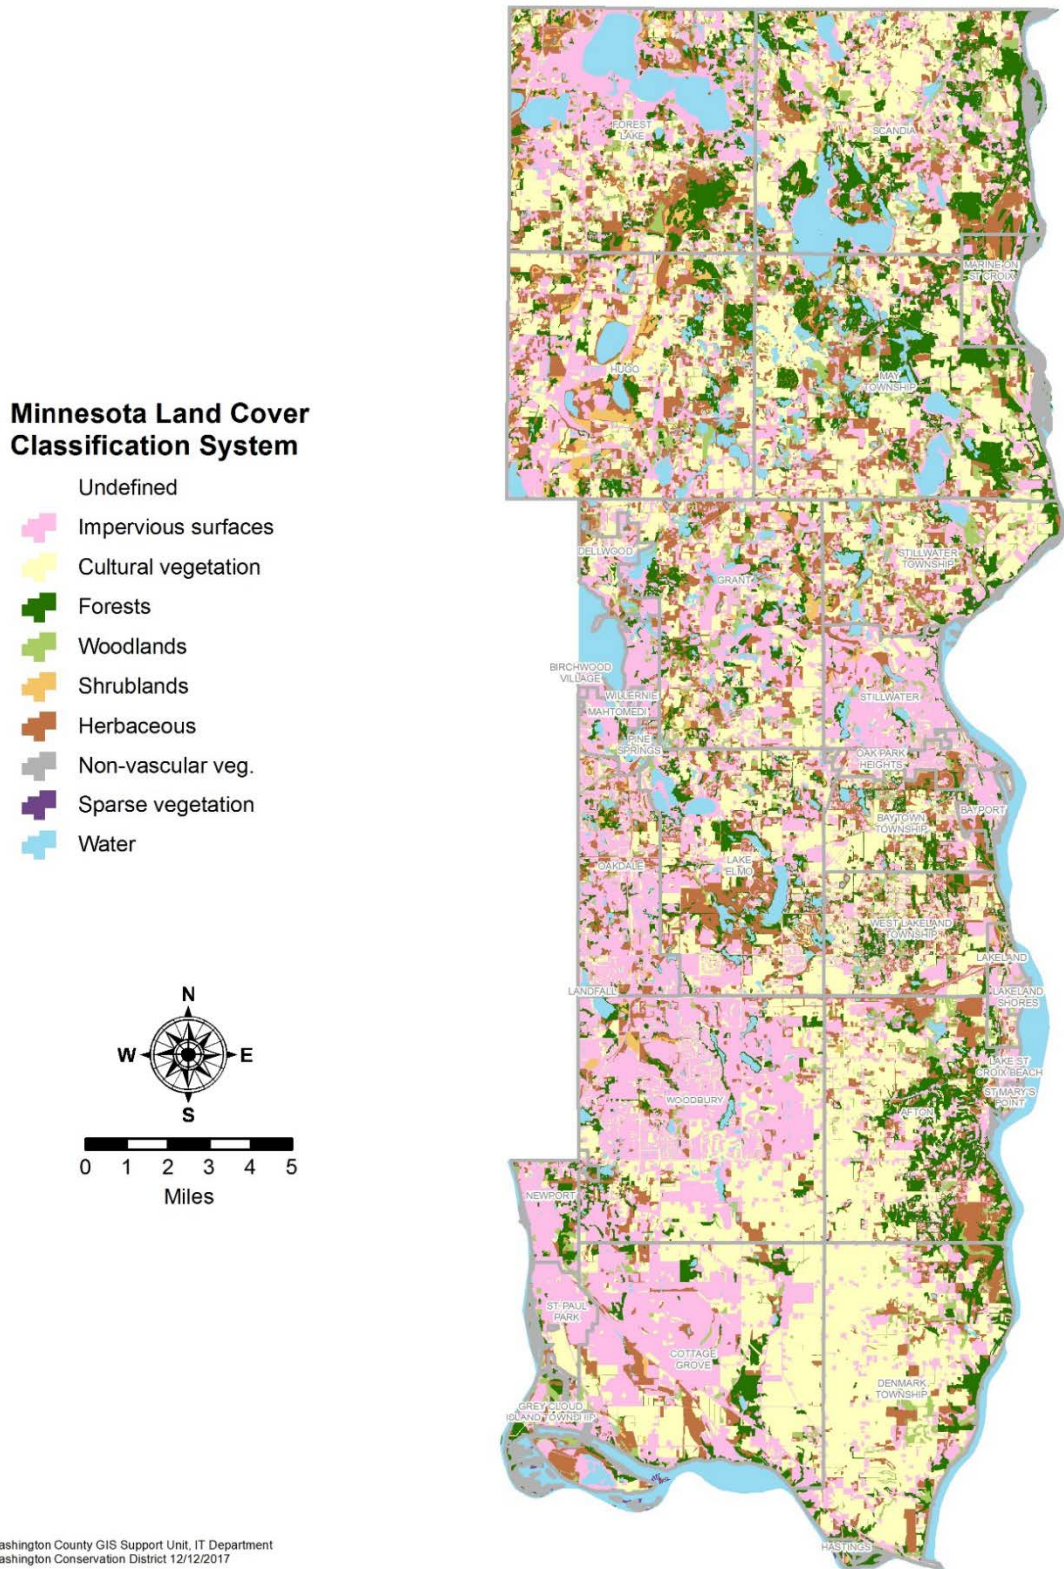 Minnesota Land Cover
Classification System
Undefined
Impervious surfaces
Cultural vegetation
Forests
Woodlands
Shrublands
Herbaceous
Non-vascular veg.
Sparse vegetation
Water
N
W E
S
0 1 2 3 4 5
Miles
ashington County GIS Support Unit, IT Department
ashington Conservation District 12/12/2017
FOREST
LAKE
SCANDIA
MARINE ON
ST CROIX
HUGO
MAY
TOWNSHIP
DELLWOOD
GRANT
STILLWATER
TOWNSHIP
BIRCHWOOD
VILLAGE
WILLERNIE
MAHTOMEDI
STILLWATER
PINE
SPRINGS
OAK PARK
HEIGHTS
BAYTOWN
TOWNSHIP
BAYPORT
OAKDALE
LAKE
ELMO
WEST LAKELAND
TOWNSHIP
LAKELAND
LANDFALL
LAKELAND
SHORES
LAKE ST
CROIX BEACH
ST MARY'S
POINT
WOODBURY
AFTON
NEWPORT
ST. PAUL
PARK
COTTAGE
GROVE
DENMARK
TOWNSHIP
GREY CLOUD
ISLAND TOWNSHIP
HASTINGS